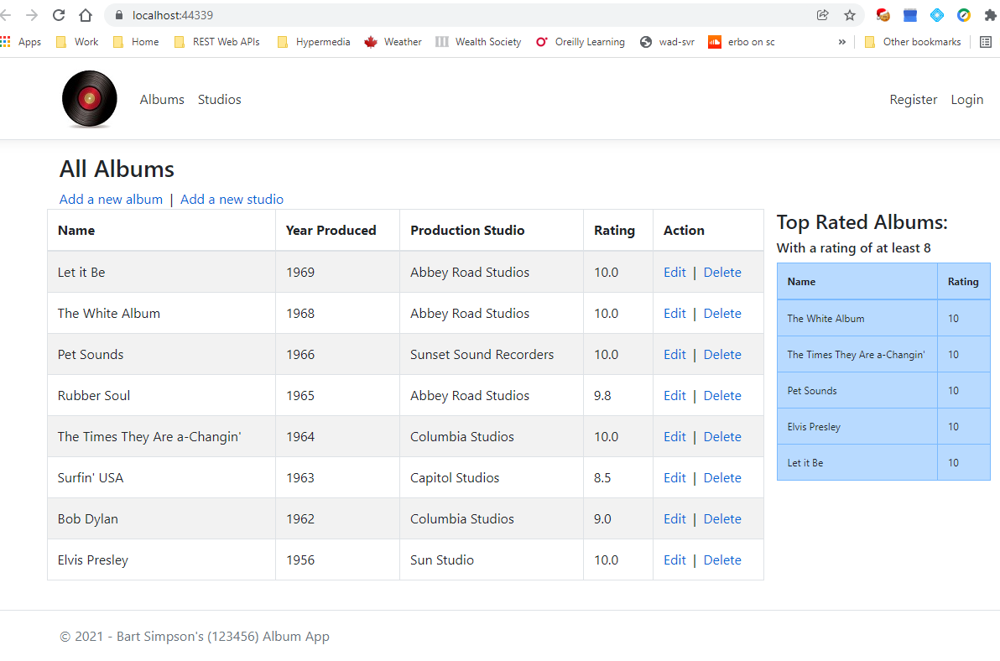 localhost:44339
Apps Work Home REST Web APIs Hypermedia Weather Wealth Society Oreilly Learning wad-svr erbo on sc » Other bookmarks
Albums Studios Register Login
All Albums
Add a new album | Add a new studio
Name Year Produced Production Studio Rating Action
Let it Be 1969 Abbey Road Studios 10.0 Edit | Delete
The White Album 1968 Abbey Road Studios 10.0 Edit | Delete
Pet Sounds 1966 Sunset Sound Recorders 10.0 Edit | Delete
Rubber Soul 1965 Abbey Road Studios 9.8 Edit | Delete
The Times They Are a-Changin' 1964 Columbia Studios 10.0 Edit | Delete
Surfin' USA 1963 Capitol Studios 8.5 Edit | Delete
Bob Dylan 1962 Columbia Studios 9.0 Edit | Delete
Elvis Presley 1956 Sun Studio 10.0 Edit | Delete
Top Rated Albums:
With a rating of at least 8
Name Rating
The White Album 10
The Times They Are a-Changin' 10
Pet Sounds 10
Elvis Presley 10
Let it Be 10
© 2021 - Bart Simpson's (123456) Album App